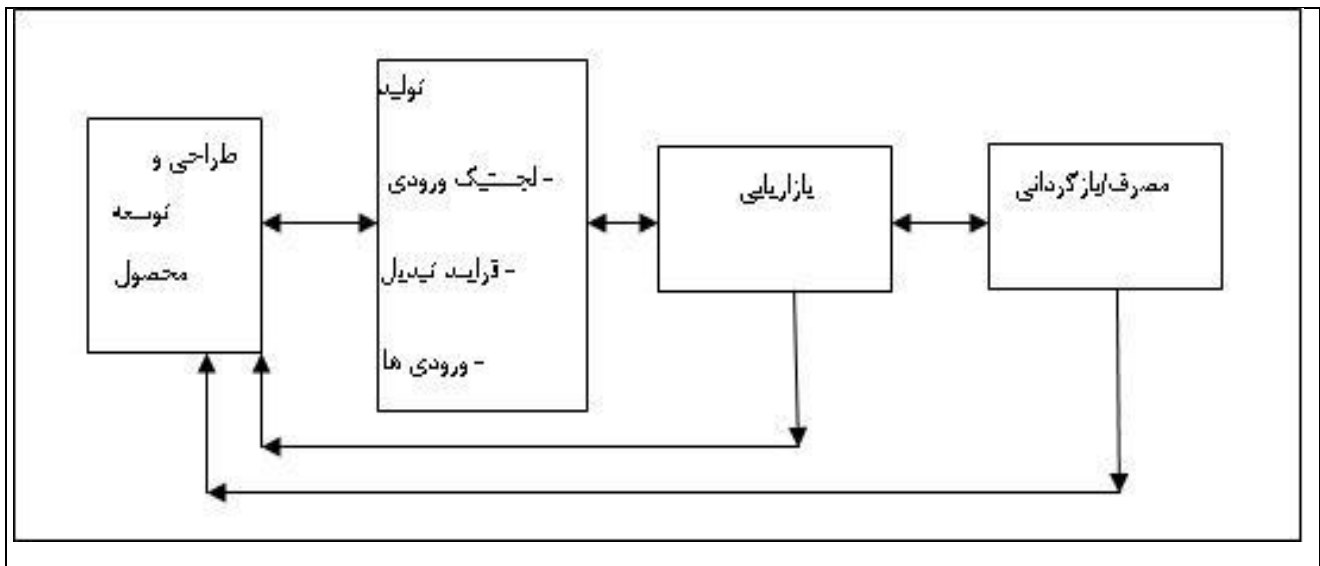 طراحی و
توسعه
محصول
تولید
- لجستیک ورودی
- فرایند تبدیل
- ورودی ها
بازاریابی
مصرف/بازگردانی